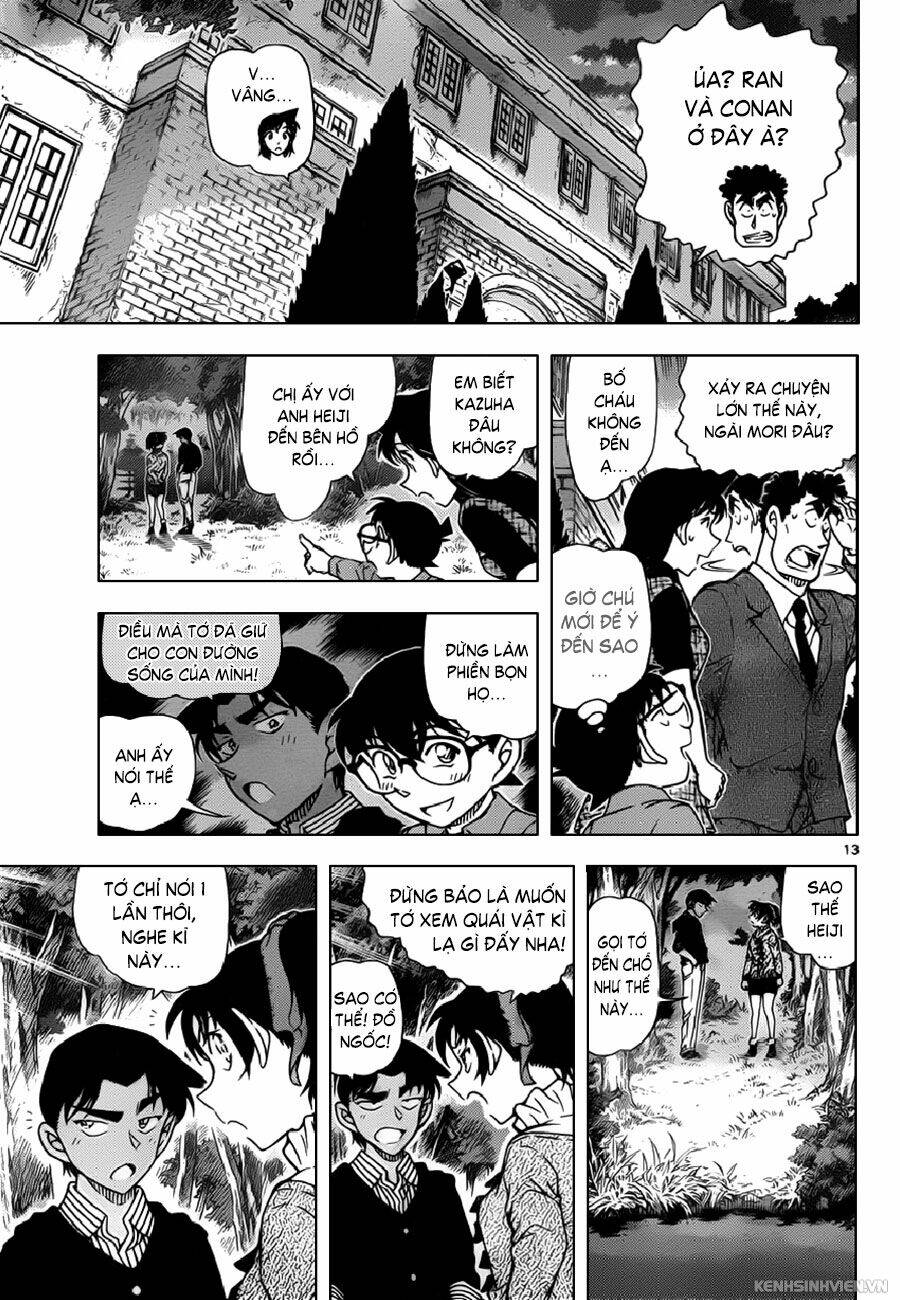 ỦA? RAN
VÀ CONAN
Ở ĐÂY À?
V...
VÂNG...
XẢY RA CHUYỆN
LỚN THẾ NÀY,
NGÀI MORI ĐÂU?
BỐ
CHÁU
KHÔNG
ĐẾN
Ạ...
GIỜ CHÚ
MỚI ĐỂ Ý
ĐẾN SAO
...
EM BIẾT
KAZUHA
ĐÂU
KHÔNG?
CHỊ ẤY VỚI
ANH HEIJI
ĐẾN BÊN HỒ
RỒI...
ĐỪNG LÀM
PHIỀN BỌN
HỌ...
ĐIỀU MÀ TỚ ĐÃ GIỮ
CHO CON ĐƯỜNG
SỐNG CỦA MÌNH!
ANH ẤY
NÓI THẾ
Ạ...
13
SAO
THẾ
HEIJI
...
GỌI TỚ
ĐẾN CHỖ
NHƯ THẾ
NÀY...
ĐỪNG BẢO LÀ MUỐN
TỚ XEM QUÁI VẬT KÌ
LẠ GÌ ĐẤY NHA!
SAO CÓ
THỂ! ĐỒ
NGỐC!
TỚ CHỈ NÓI 1
LẦN THÔI,
NGHE KĨ
NÀY...
KENHSINHVIEN.VN